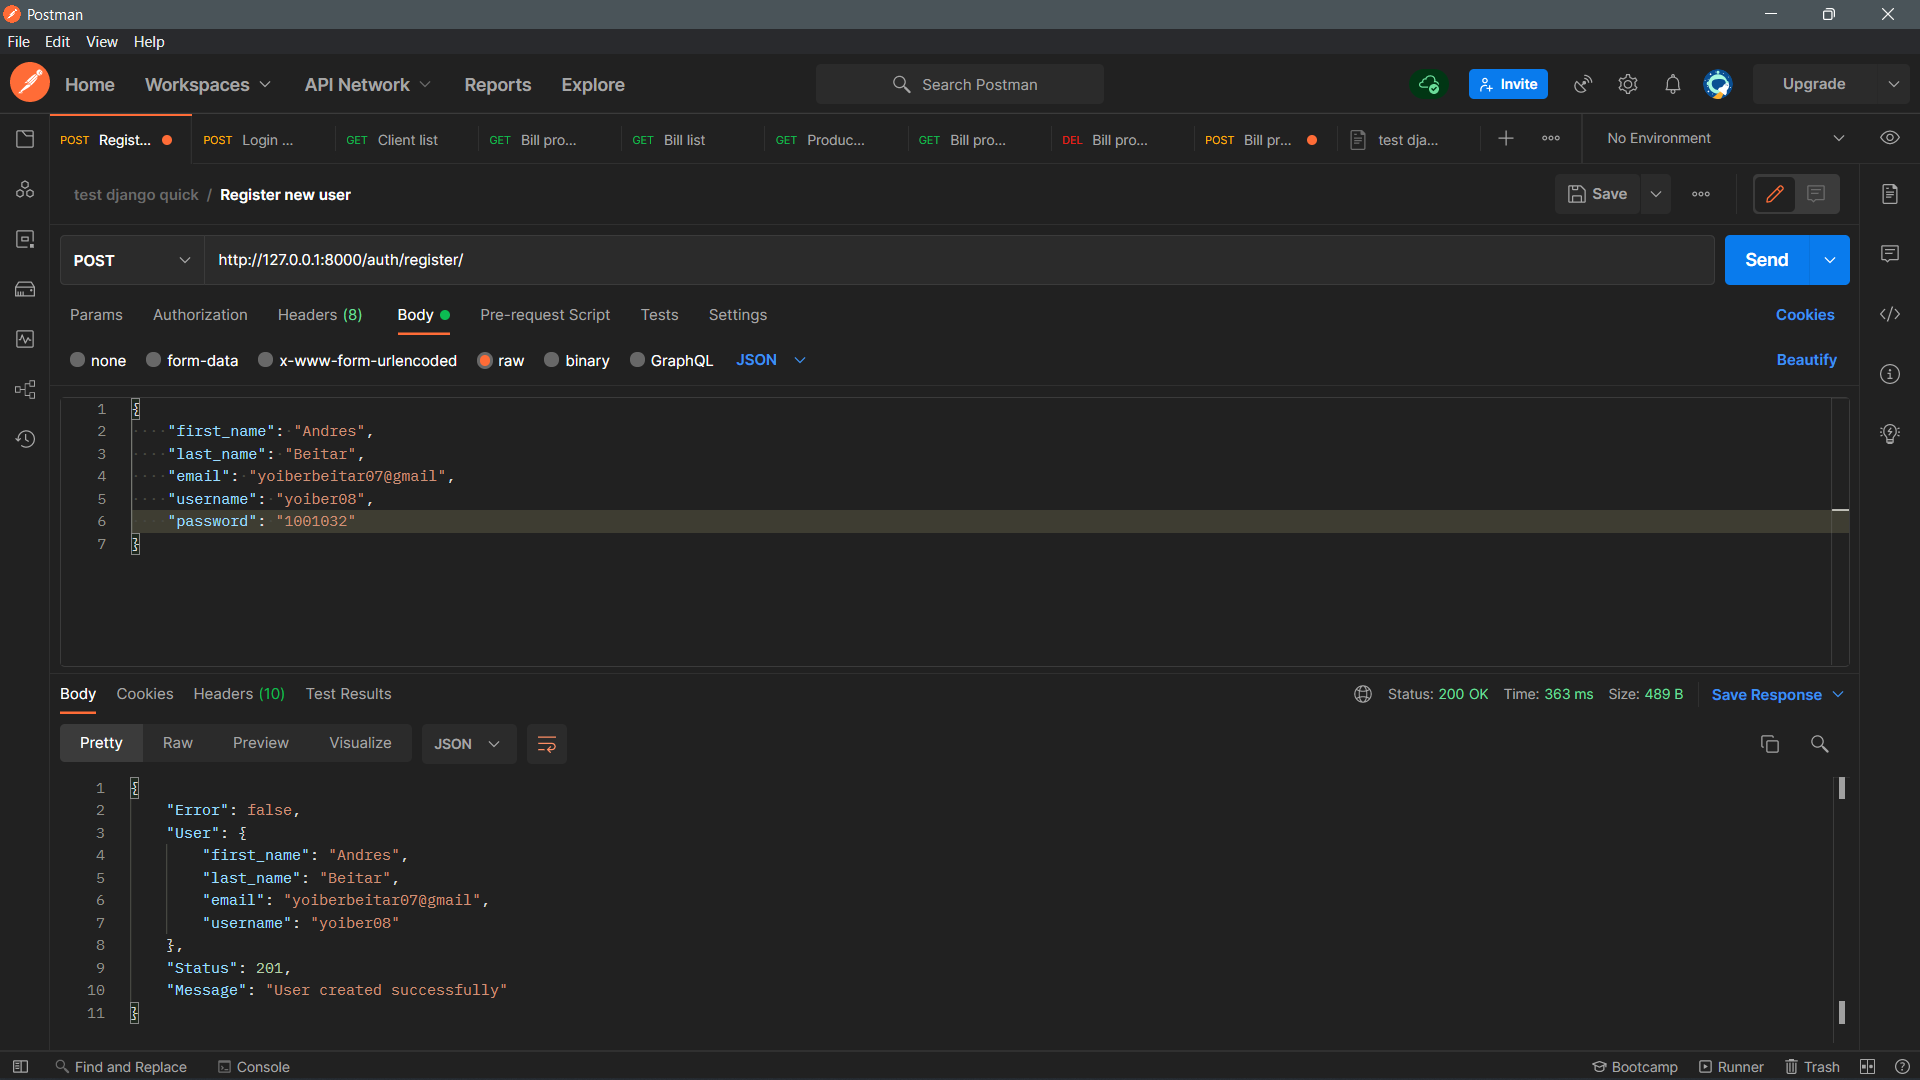 Postman
File Edit View Help
Home Workspaces API Network Reports Explore Search Postman Invite Upgrade
POST Regist... POST Login ... GET Client list GET Bill pro... GET Bill list GET Produc... GET Bill pro... DEL Bill pro... POST Bill pr... test dja... No Environment
test django quick / Register new user Save
POST http://127.0.0.1:8000/auth/register/ Send
Params Authorization Headers (8) Body Pre-request Script Tests Settings Cookies
none form-data x-www-form-urlencoded raw binary GraphQL JSON Beautify
1 {
2 "first_name": "Andres",
3 "last_name": "Beitar",
4 "email": "yoiberbeitar07@gmail",
5 "username": "yoiber08",
6 "password": "1001032"
7 }
Body Cookies Headers (10) Test Results Status: 200 OK Time: 363 ms Size: 489 B Save Response
Pretty Raw Preview Visualize JSON
1 {
2 "Error": false,
3 "User": {
4 "first_name": "Andres",
5 "last_name": "Beitar",
6 "email": "yoiberbeitar07@gmail",
7 "username": "yoiber08"
8 },
9 "Status": 201,
10 "Message": "User created successfully"
11 }
Find and Replace Console Bootcamp Runner Trash